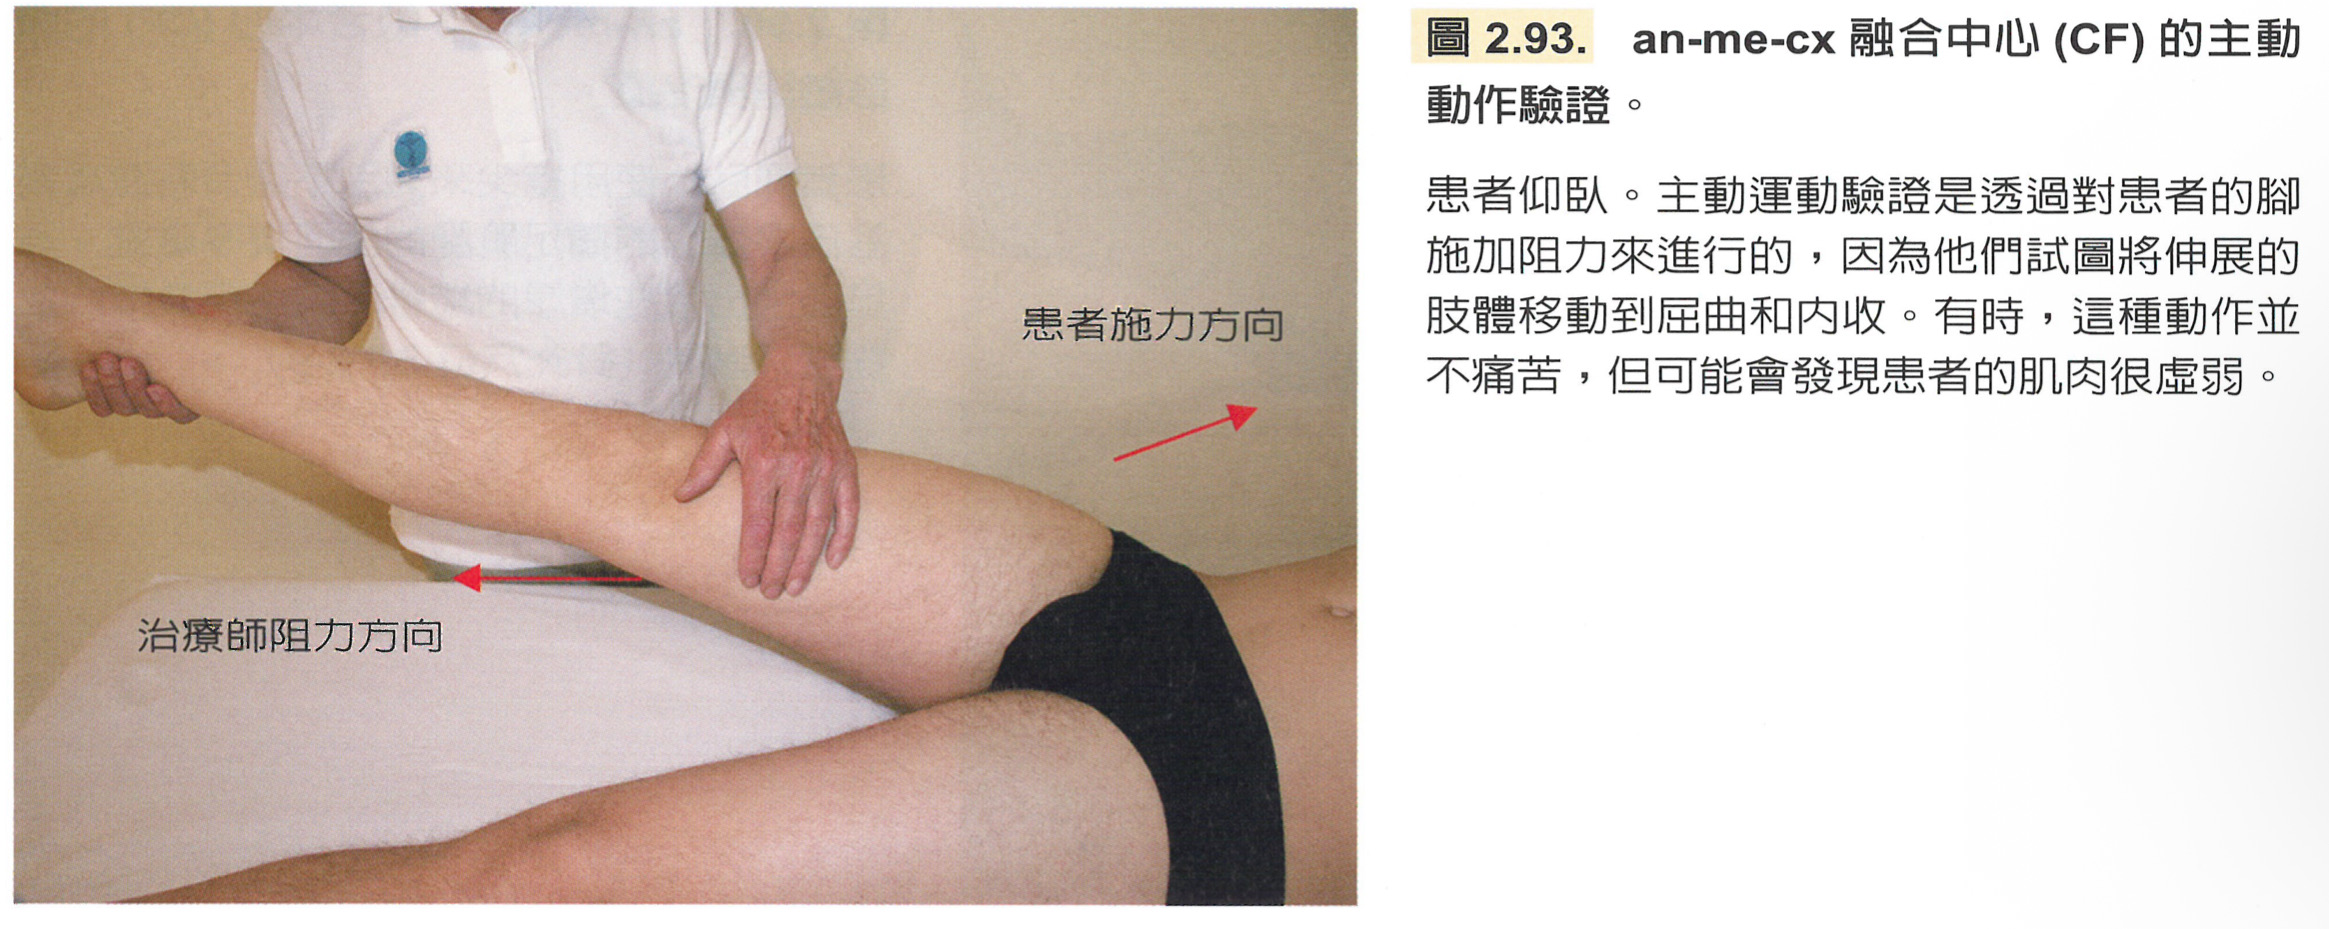 圖 2.93. an-me-cx 融合中心 (CF) 的主動
動作驗證。
患者仰臥。主動運動驗證是透過對患者的腳
施加阻力來進行的，因為他們試圖將伸展的
肢體移動到屈曲和内收。有時，這種動作並
不痛苦，但可能會發現患者的肌肉很虛弱。
患者施力方向
治療師阻力方向